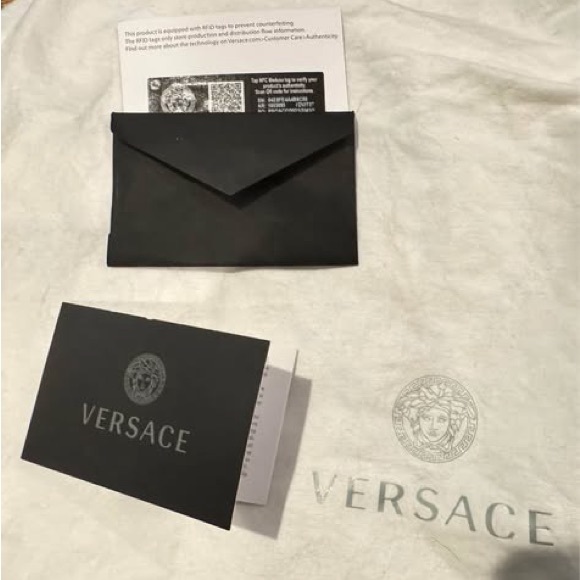 This product is equipped with RFID tags to prevent counterfeiting
The RFID tags only store production and distribution flow information.
Find out more about the technology on Versace.com>Customer Care>Authenticity
Tap NFC Medusa tag to verify your
product's authenticity
Scan QR code for instructions
VERSACE
VERSACE